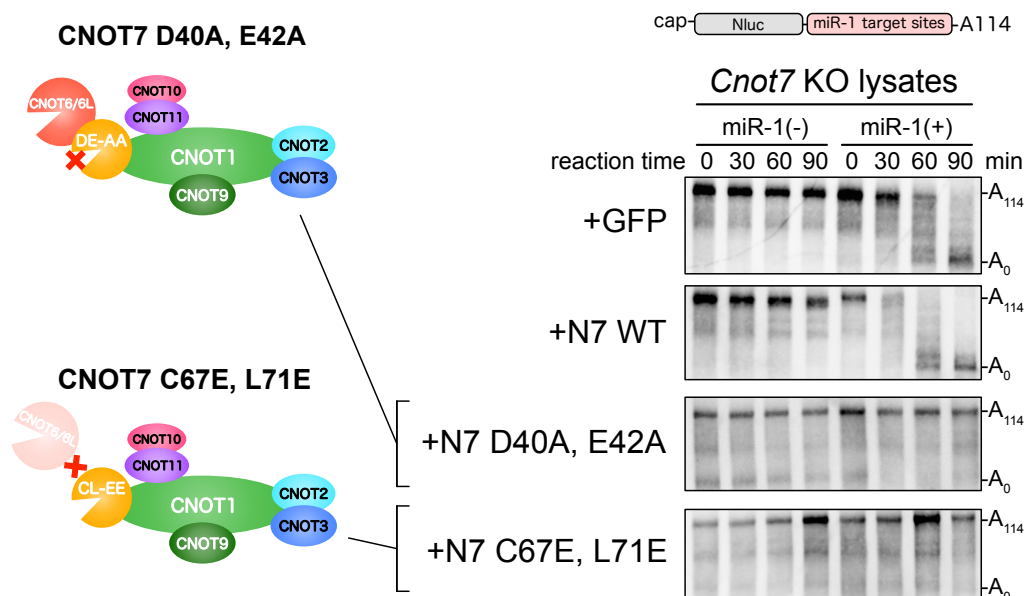 CNOT7 D40A, E42A
CNOT6/6L
DE-AA
CNOT10
CNOT11
CNOT1
CNOT2
CNOT3
CNOT9
CNOT7 C67E, L71E
CNOT6/6L
CL-EE
CNOT10
CNOT11
CNOT1
CNOT2
CNOT3
CNOT9
cap- Nluc miR-1 target sites -A114
Cnot7 KO lysates
miR-1(-) miR-1(+)
reaction time 0 30 60 90 0 30 60 90 min
+GFP
A114
A0
+N7 WT
A114
A0
+N7 D40A, E42A
A114
A0
+N7 C67E, L71E
A114
A0